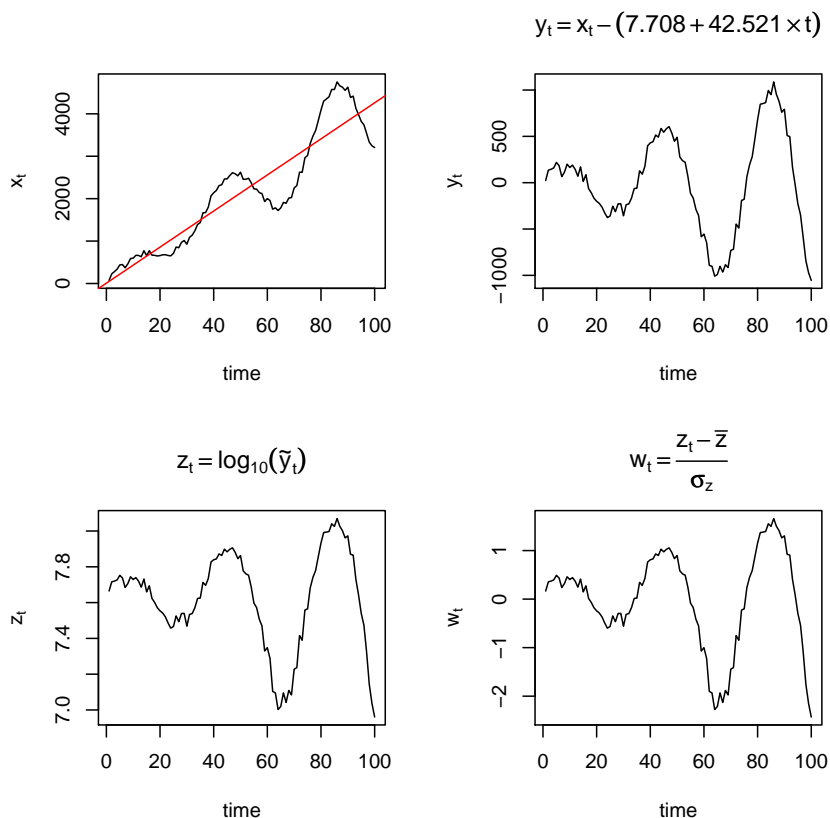 y_t = x_t − (7.708 + 42.521 × t)
x_t
0 2000 4000
0 20 40 60 80 100
time
y_t
−1000 0 500
0 20 40 60 80 100
time
z_t = log_10(ỹ_t)
z_t
7.0 7.4 7.8
0 20 40 60 80 100
time
w_t = (z_t − z̄) / σ_z
w_t
−2 −1 0 1
0 20 40 60 80 100
time